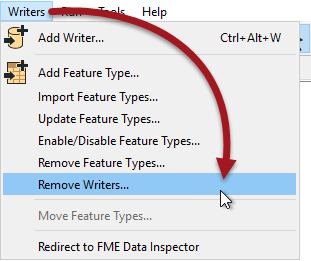 Writers Run Tools Help
Add Writer... Ctrl+Alt+W
Add Feature Type...
Import Feature Types...
Update Feature Types...
Enable/Disable Feature Types...
Remove Feature Types...
Remove Writers...
Move Feature Types...
Redirect to FME Data Inspector